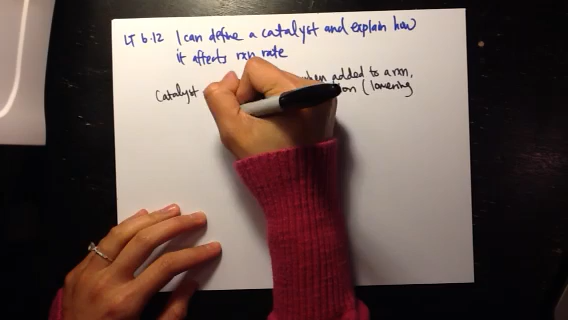 LT 6.12 I can define a catalyst and explain how
it affects rxn rate
Catalyst when added to a rxn,
(lowering